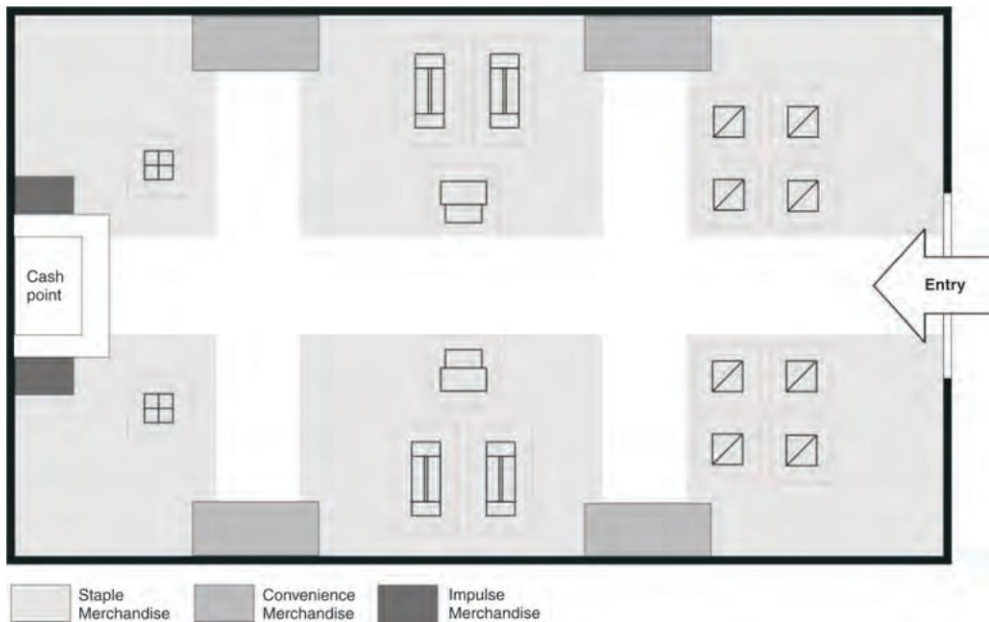 Cash
point
Entry
Staple
Merchandise
Convenience
Merchandise
Impulse
Merchandise